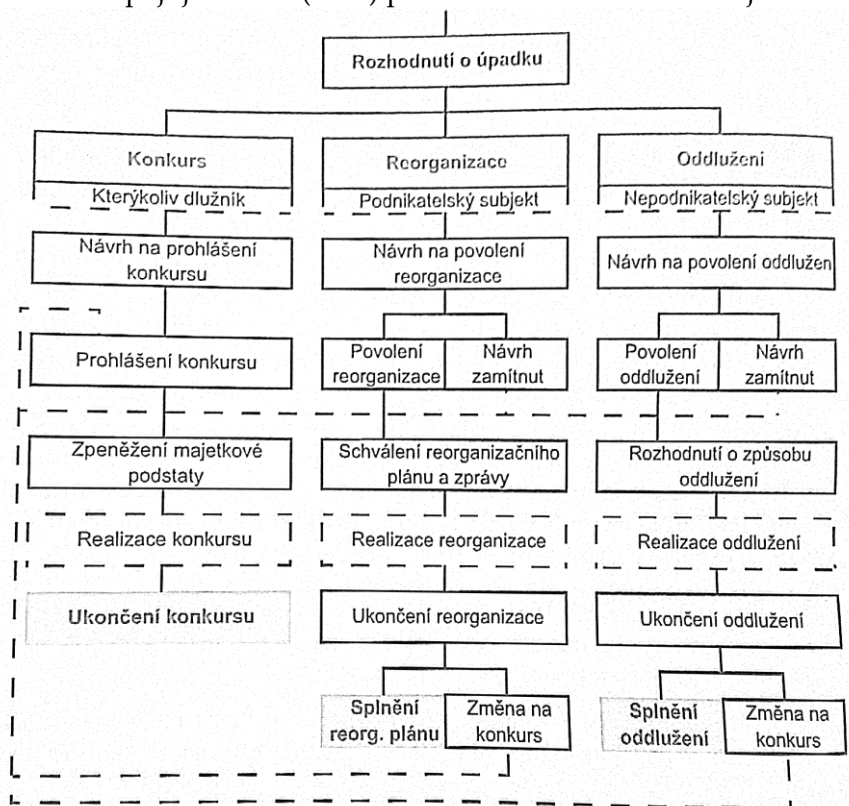 Rozhodnutí o úpadku
Konkurs
Kterýkoliv dlužník
Reorganizace
Podnikatelský subjekt
Oddlužení
Nepodnikatelský subjekt
Návrh na prohlášení
konkursu
Návrh na povolení
reorganizace
Návrh na povolení oddlužen
Prohlášení konkursu
Povolení
reorganizace
Návrh
zamítnut
Povolení
oddlužení
Návrh
zamítnut
Zpeněžení majetkové
podstaty
Schválení reorganizačního
plánu a zprávy
Rozhodnutí o způsobu
oddlužení
Realizace konkursu
Realizace reorganizace
Realizace oddlužení
Ukončení konkursu
Ukončení reorganizace
Ukončení oddlužení
Splnění
reorg. plánu
Změna na
konkurs
Splnění
oddlužení
Změna na
konkurs